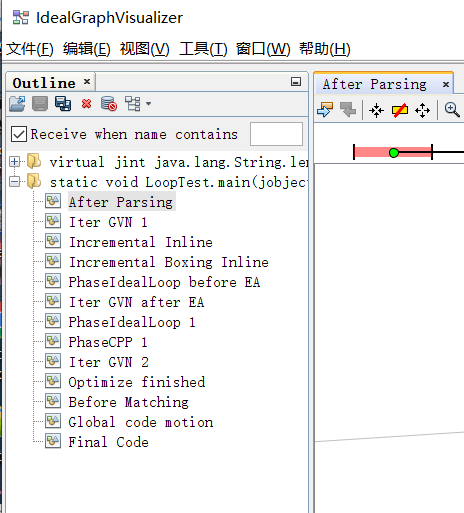 IdealGraphVisualizer
文件(F) 编辑(E) 视图(V) 工具(T) 窗口(W) 帮助(H)
Outline
After Parsing
Receive when name contains
virtual jint java.lang.String.le
static void LoopTest.main(jobjec
After Parsing
Iter GVN 1
Incremental Inline
Incremental Boxing Inline
PhaseIdealLoop before EA
Iter GVN after EA
PhaseIdealLoop 1
PhaseCPP 1
Iter GVN 2
Optimize finished
Before Matching
Global code motion
Final Code